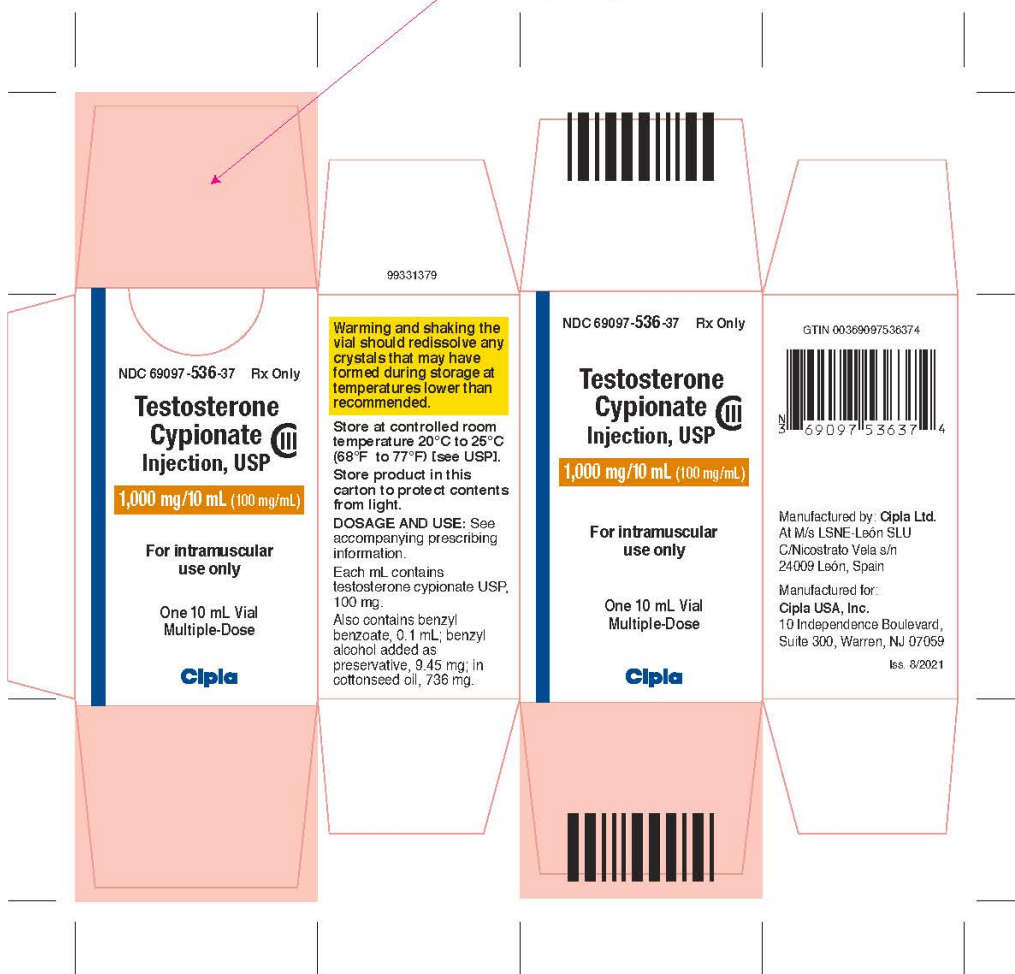 NDC 69097-536-37 Rx Only
Testosterone
Cypionate CIII
Injection, USP
1,000 mg/10 mL (100 mg/mL)
For intramuscular
use only
One 10 mL Vial
Multiple-Dose
Cipla
99331379
Warming and shaking the
vial should redissolve any
crystals that may have
formed during storage at
temperatures lower than
recommended.
Store at controlled room
temperature 20°C to 25°C
(68°F to 77°F) [see USP].
Store product in this
carton to protect contents
from light.
DOSAGE AND USE: See
accompanying prescribing
information.
Each mL contains
testosterone cypionate USP,
100 mg.
Also contains benzyl
benzoate, 0.1 mL; benzyl
alcohol added as
preservative, 9.45 mg; in
cottonseed oil, 736 mg.
NDC 69097-536-37 Rx Only
Testosterone
Cypionate CIII
Injection, USP
1,000 mg/10 mL (100 mg/mL)
For intramuscular
use only
One 10 mL Vial
Multiple-Dose
Cipla
GTIN 00369097536374
N
3 69097 53637 4
Manufactured by: Cipla Ltd.
At M/s LSNE-León SLU
C/Nicostrato Vela s/n
24009 León, Spain
Manufactured for:
Cipla USA, Inc.
10 Independence Boulevard,
Suite 300, Warren, NJ 07059
Iss. 8/2021